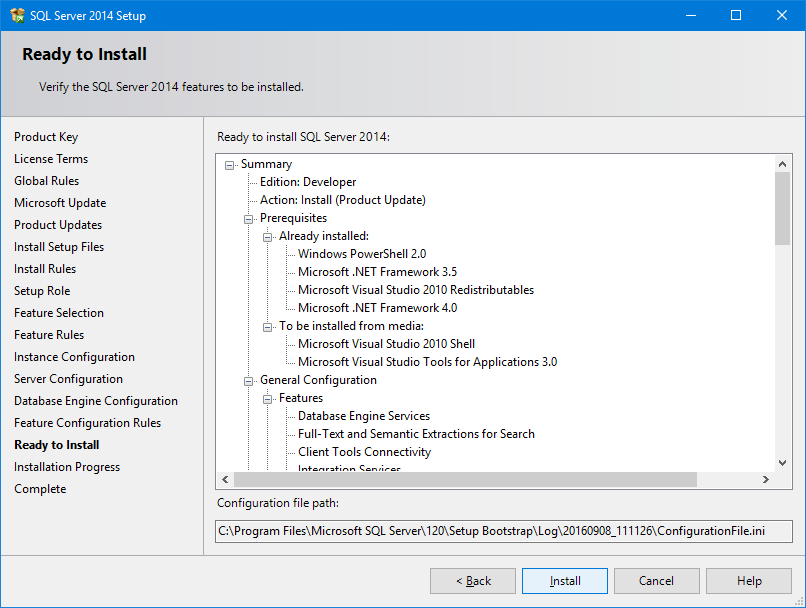 SQL Server 2014 Setup
Ready to Install
Verify the SQL Server 2014 features to be installed.
Product Key
License Terms
Global Rules
Microsoft Update
Product Updates
Install Setup Files
Install Rules
Setup Role
Feature Selection
Feature Rules
Instance Configuration
Server Configuration
Database Engine Configuration
Feature Configuration Rules
Ready to Install
Installation Progress
Complete
Ready to install SQL Server 2014:
Summary
Edition: Developer
Action: Install (Product Update)
Prerequisites
Already installed:
Windows PowerShell 2.0
Microsoft .NET Framework 3.5
Microsoft Visual Studio 2010 Redistributables
Microsoft .NET Framework 4.0
To be installed from media:
Microsoft Visual Studio 2010 Shell
Microsoft Visual Studio Tools for Applications 3.0
General Configuration
Features
Database Engine Services
Full-Text and Semantic Extractions for Search
Client Tools Connectivity
Integration Services
Configuration file path:
C:\Program Files\Microsoft SQL Server\120\Setup Bootstrap\Log\20160908_111126\ConfigurationFile.ini
< Back
Install
Cancel
Help